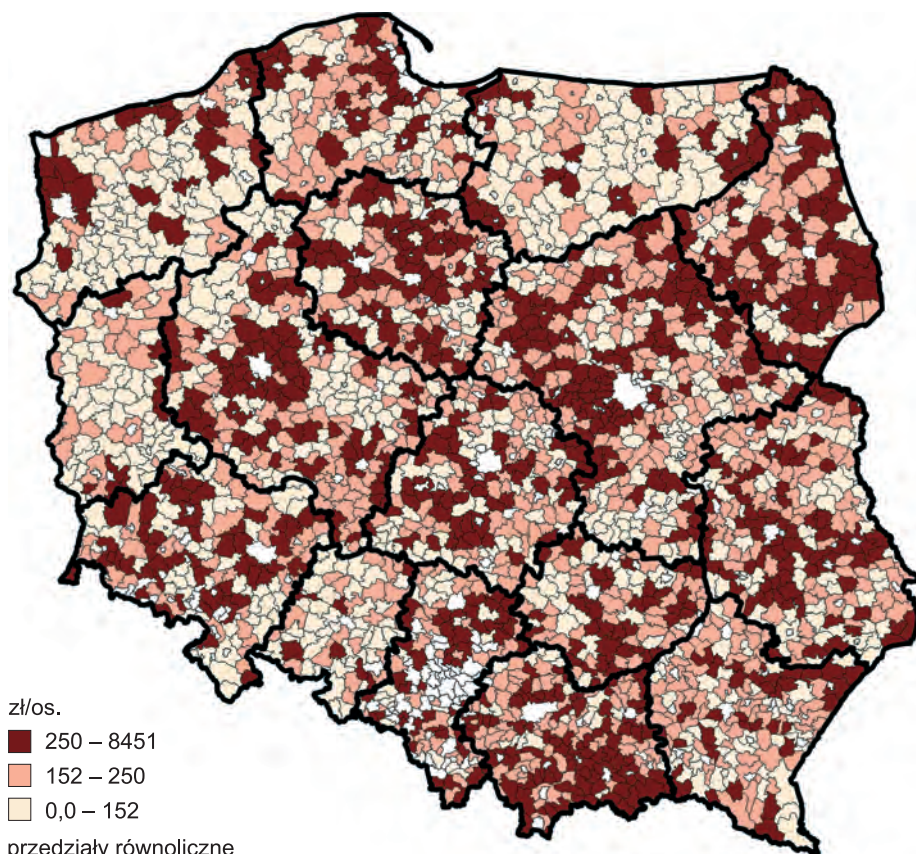 zł/os.
250 – 8451
152 – 250
0,0 – 152
przedziały równoliczne